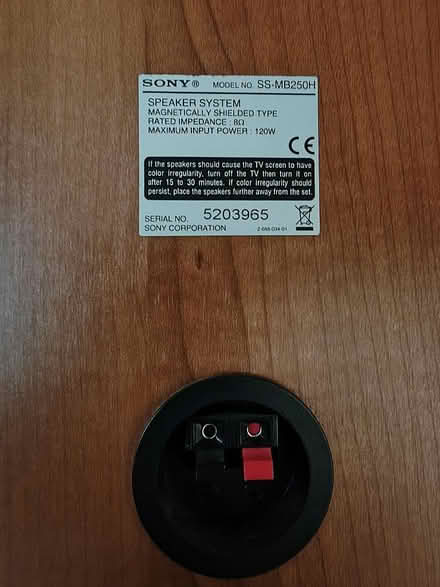 SONY® MODEL NO. SS-MB250H
SPEAKER SYSTEM
MAGNETICALLY SHIELDED TYPE
RATED IMPEDANCE : 8Ω
MAXIMUM INPUT POWER : 120W
CE
If the speakers should cause the TV screen to have
color irregularity, turn off the TV then turn it on
after 15 to 30 minutes. If color irregularity should
persist, place the speakers further away from the set.
SERIAL NO. 5203965
SONY CORPORATION